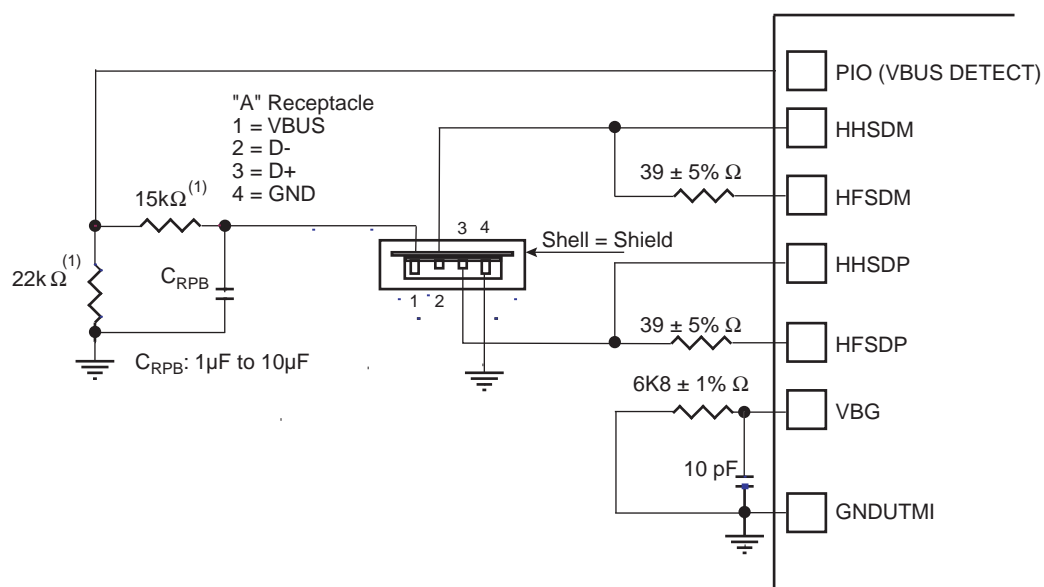 PIO (VBUS DETECT)
"A" Receptacle
1 = VBUS
2 = D-
3 = D+
4 = GND
HHSDM
39 ± 5% Ω
HFSDM
15kΩ (1)
3 4
Shell = Shield
HHSDP
22k Ω (1)
CRPB
1 2
39 ± 5% Ω
HFSDP
CRPB: 1µF to 10µF
6K8 ± 1% Ω
VBG
10 pF
GNDUTMI